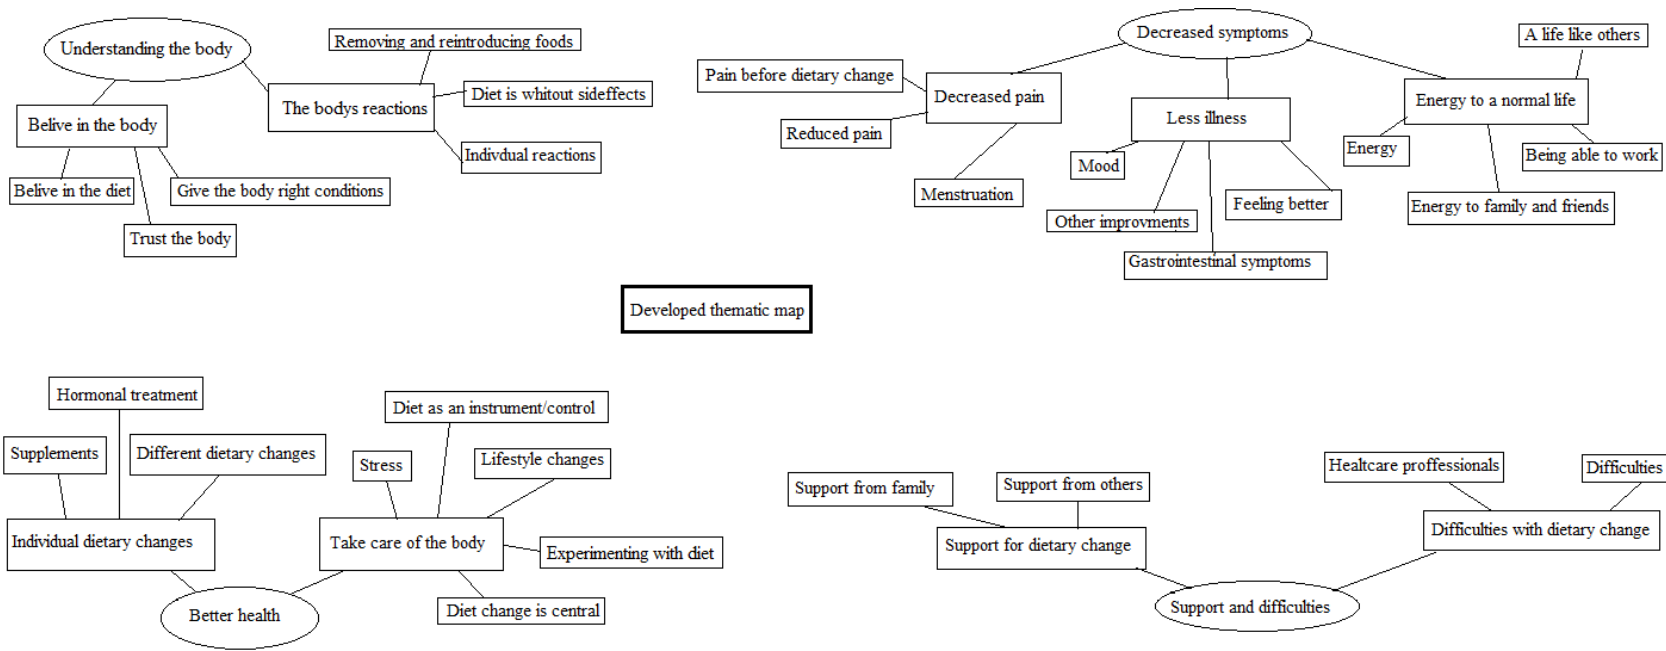 Understanding the body
Removing and reintroducing foods
Diet is whitout sideffects
The bodys reactions
Belive in the body
Indivdual reactions
Belive in the diet
Give the body right conditions
Trust the body
Decreased symptoms
A life like others
Pain before dietary change
Decreased pain
Energy to a normal life
Less illness
Reduced pain
Energy
Being able to work
Mood
Menstruation
Feeling better
Energy to family and friends
Other improvments
Gastrointestinal symptoms
Developed thematic map
Hormonal treatment
Diet as an instrument/control
Supplements
Different dietary changes
Stress
Lifestyle changes
Individual dietary changes
Take care of the body
Experimenting with diet
Better health
Diet change is central
Healtcare proffessionals
Difficulties
Support from family
Support from others
Support for dietary change
Difficulties with dietary change
Support and difficulties